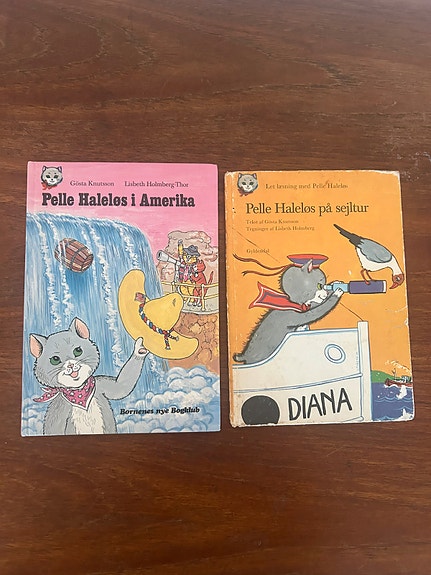 Gösta Knutsson Lisbeth Holmberg-Thor
Pelle Haleløs i Amerika
Børnenes nye Bogklub
Let læsning med Pelle Haleløs
Pelle Haleløs på sejltur
Tekst af Gösta Knutsson
Tegninger af Lisbeth Holmberg
Gyldendal
DIANA